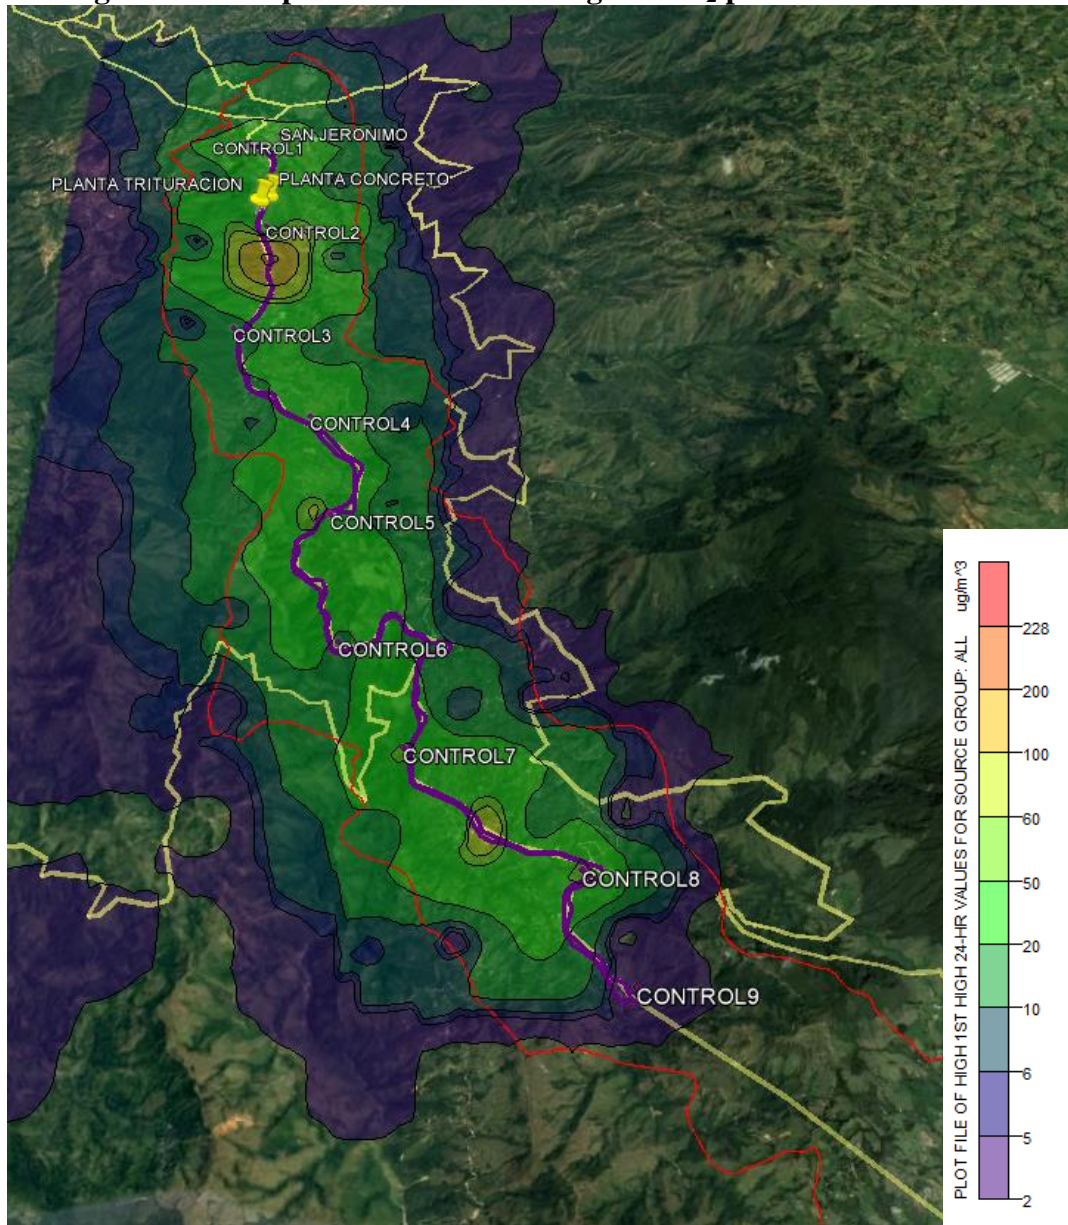 SAN JERONIMO
CONTROL1
PLANTA TRITURACION
PLANTA CONCRETO
CONTROL2
CONTROL3
CONTROL4
CONTROL5
CONTROL6
CONTROL7
CONTROL8
CONTROL9
PLOT FILE OF HIGH 1ST HIGH 24-HR VALUES FOR SOURCE GROUP: ALL ug/m^3
228
200
100
60
50
20
10
6
5
2